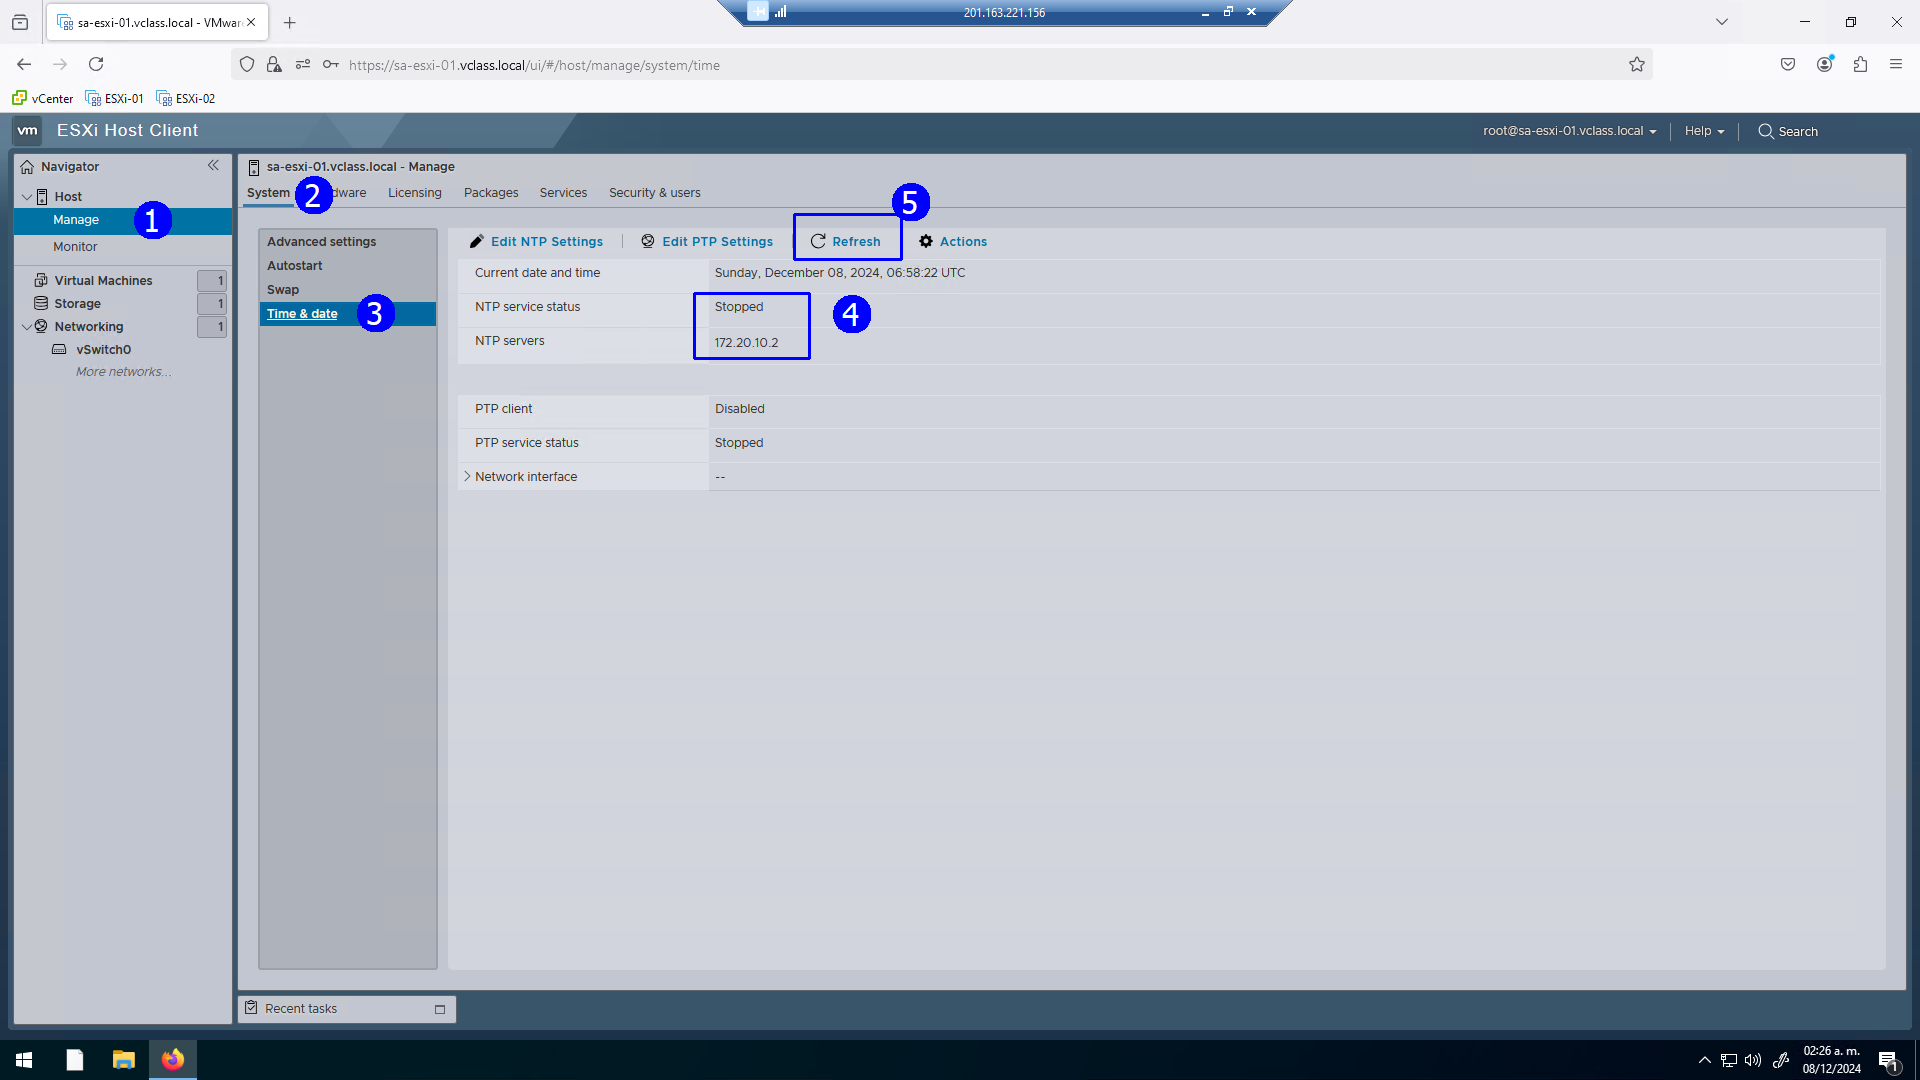 sa-esxi-01.vclass.local - VMwar
201.163.221.156
https://sa-esxi-01.vclass.local/ui/#/host/manage/system/time
vCenter
ESXi-01
ESXi-02
vm
ESXi Host Client
root@sa-esxi-01.vclass.local
Help
Search
Navigator
Host
Manage
1
Monitor
Virtual Machines
1
Storage
1
Networking
1
vSwitch0
More networks...
sa-esxi-01.vclass.local - Manage
System
2
dware
Licensing
Packages
Services
Security & users
Advanced settings
Autostart
Swap
Time & date
3
Edit NTP Settings
Edit PTP Settings
Refresh
5
Actions
Current date and time
Sunday, December 08, 2024, 06:58:22 UTC
NTP service status
Stopped
4
NTP servers
172.20.10.2
PTP client
Disabled
PTP service status
Stopped
Network interface
--
Recent tasks
02:26 a. m.
08/12/2024
1